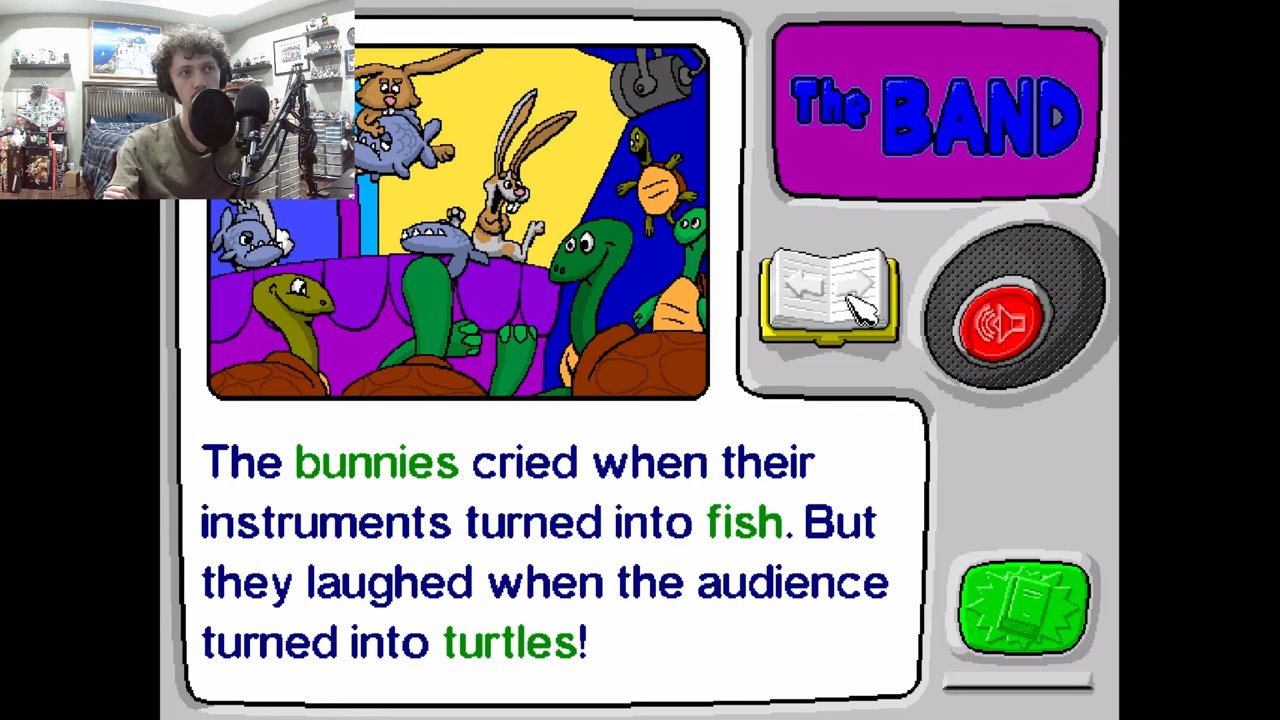 The BAND
The bunnies cried when their
instruments turned into fish. But
they laughed when the audience
turned into turtles!